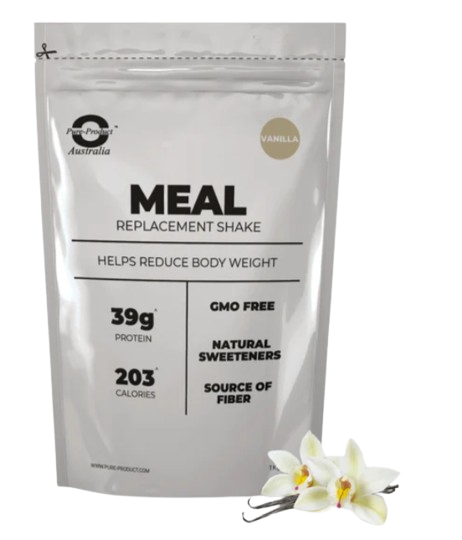 Pure-Product™
Australia
VANILLA
MEAL
REPLACEMENT SHAKE
HELPS REDUCE BODY WEIGHT
39g*
PROTEIN
203*
CALORIES
GMO FREE
NATURAL
SWEETENERS
SOURCE OF
FIBER
WWW.PURE-PRODUCT.COM